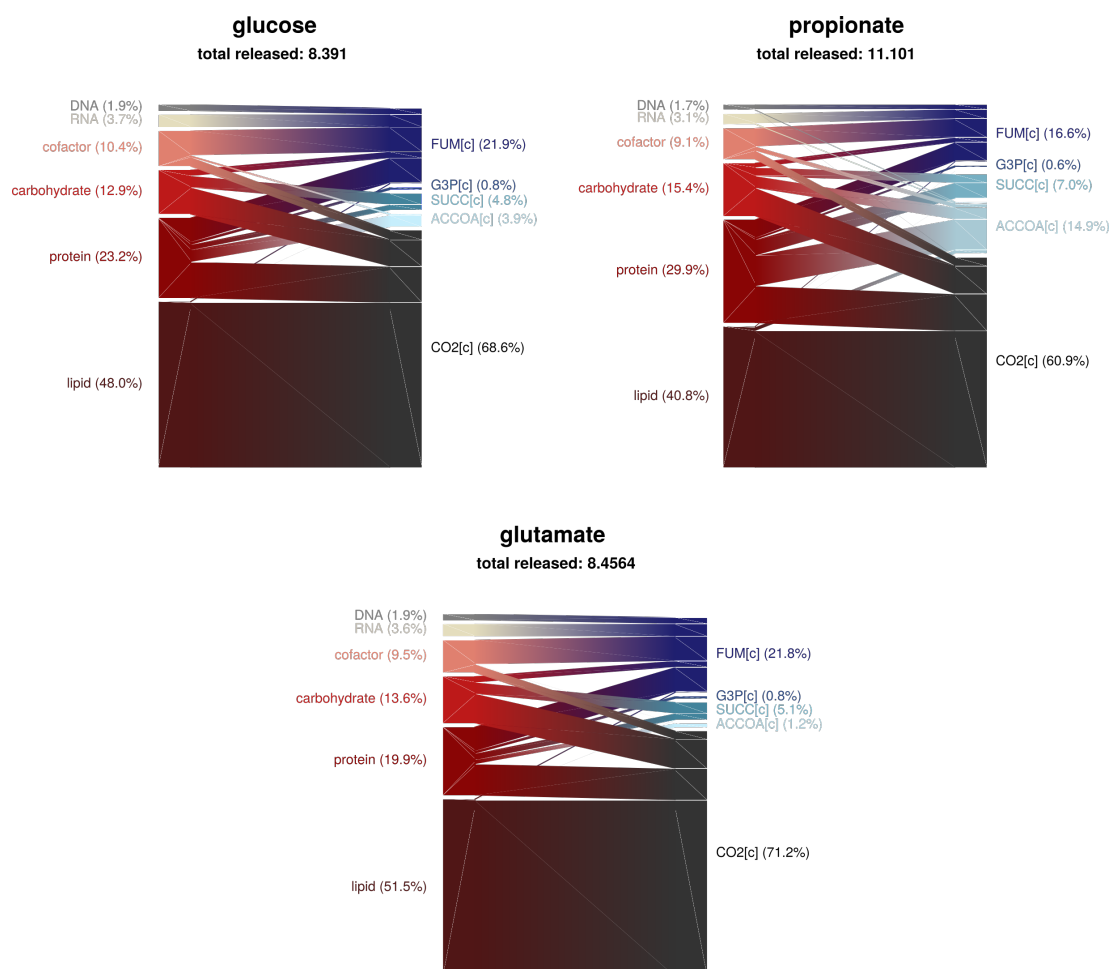 glucose
total released: 8.391
DNA (1.9%)
RNA (3.7%)
cofactor (10.4%)
carbohydrate (12.9%)
protein (23.2%)
lipid (48.0%)
FUM[c] (21.9%)
G3P[c] (0.8%)
SUCC[c] (4.8%)
ACCOA[c] (3.9%)
CO2[c] (68.6%)
propionate
total released: 11.101
DNA (1.7%)
RNA (3.1%)
cofactor (9.1%)
carbohydrate (15.4%)
protein (29.9%)
lipid (40.8%)
FUM[c] (16.6%)
G3P[c] (0.6%)
SUCC[c] (7.0%)
ACCOA[c] (14.9%)
CO2[c] (60.9%)
glutamate
total released: 8.4564
DNA (1.9%)
RNA (3.6%)
cofactor (9.5%)
carbohydrate (13.6%)
protein (19.9%)
lipid (51.5%)
FUM[c] (21.8%)
G3P[c] (0.8%)
SUCC[c] (5.1%)
ACCOA[c] (1.2%)
CO2[c] (71.2%)